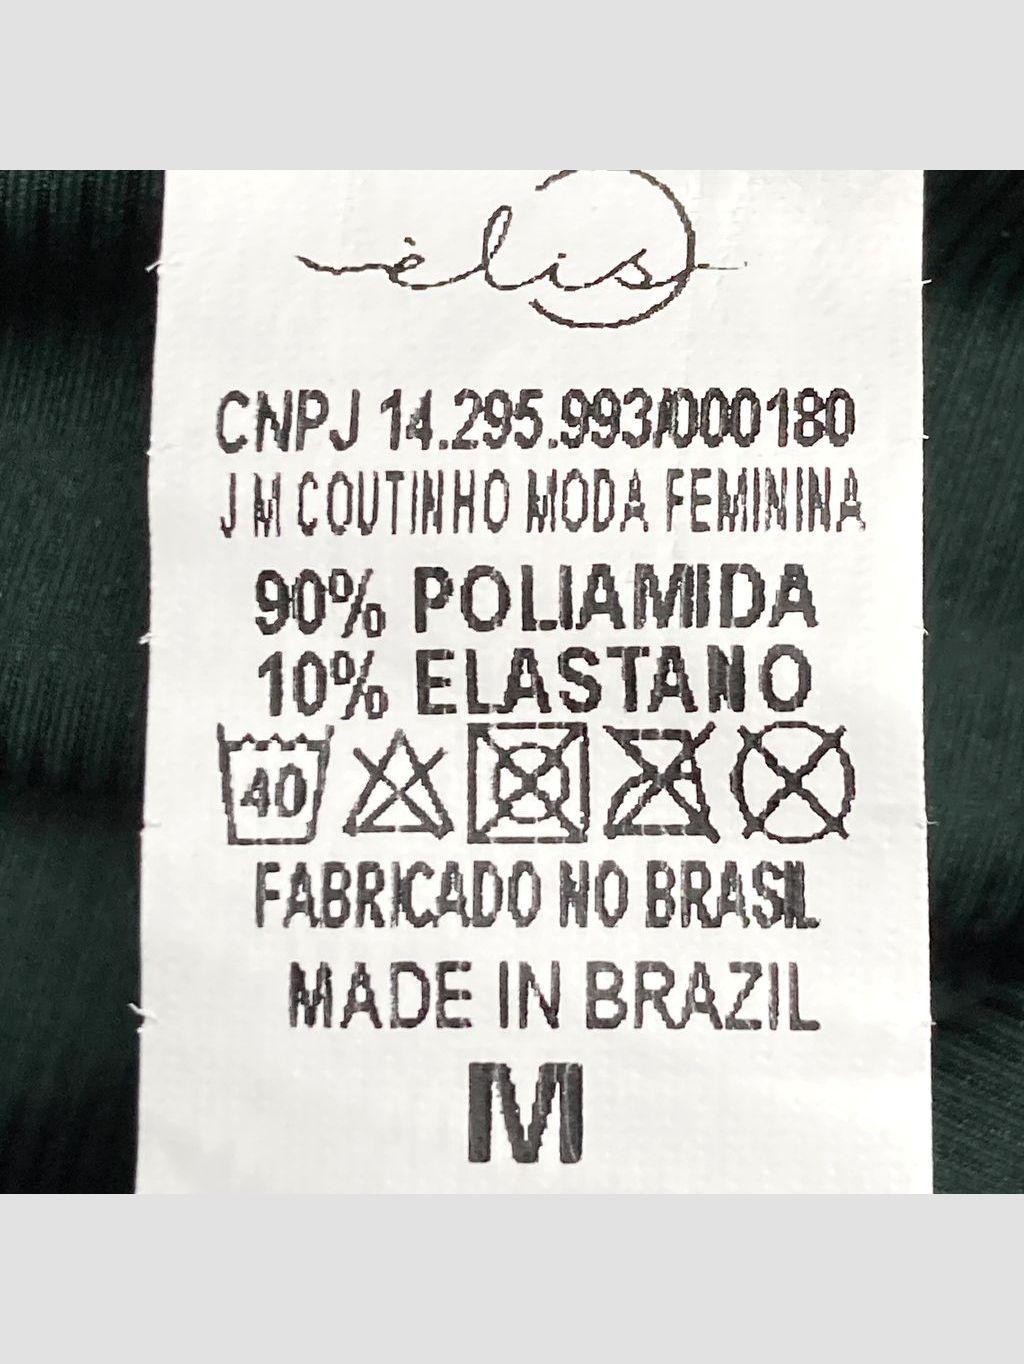 èlis
CNPJ 14.295.993/000180
J M COUTINHO MODA FEMININA
90% POLIAMIDA
10% ELASTANO
40
FABRICADO NO BRASIL
MADE IN BRAZIL
M